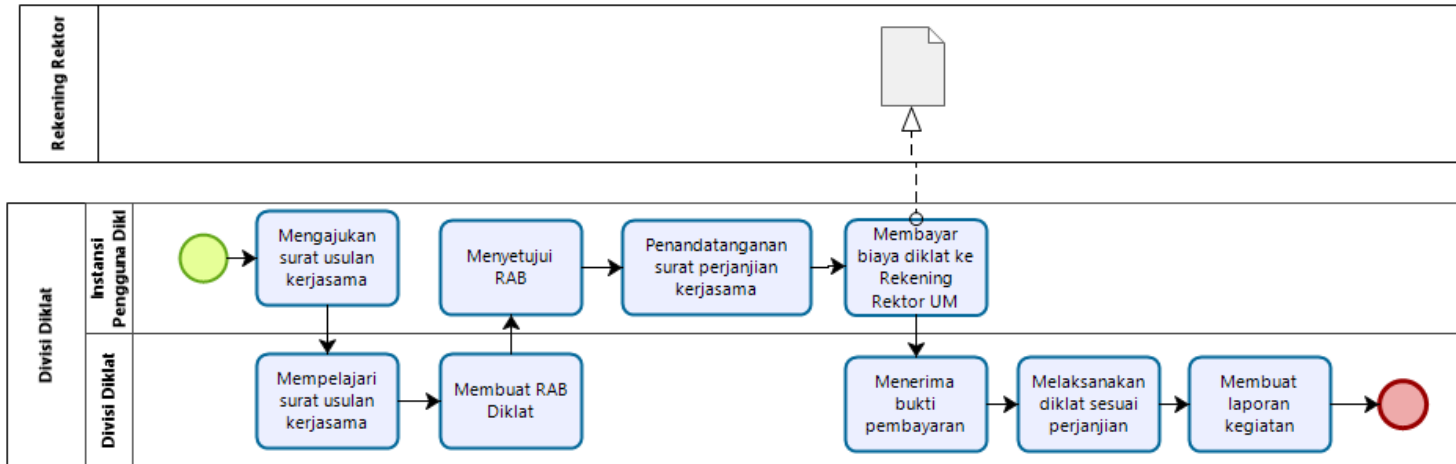 Rekening Rektor
Divisi Diklat
Instansi
Pengguna Dikl
Mengajukan
surat usulan
kerjasama
Menyetujui
RAB
Penandatanganan
surat perjanjian
kerjasama
Membayar
biaya diklat ke
Rekening
Rektor UM
Divisi Diklat
Mempelajari
surat usulan
kerjasama
Membuat RAB
Diklat
Menerima
bukti
pembayaran
Melaksanakan
diklat sesuai
perjanjian
Membuat
laporan
kegiatan